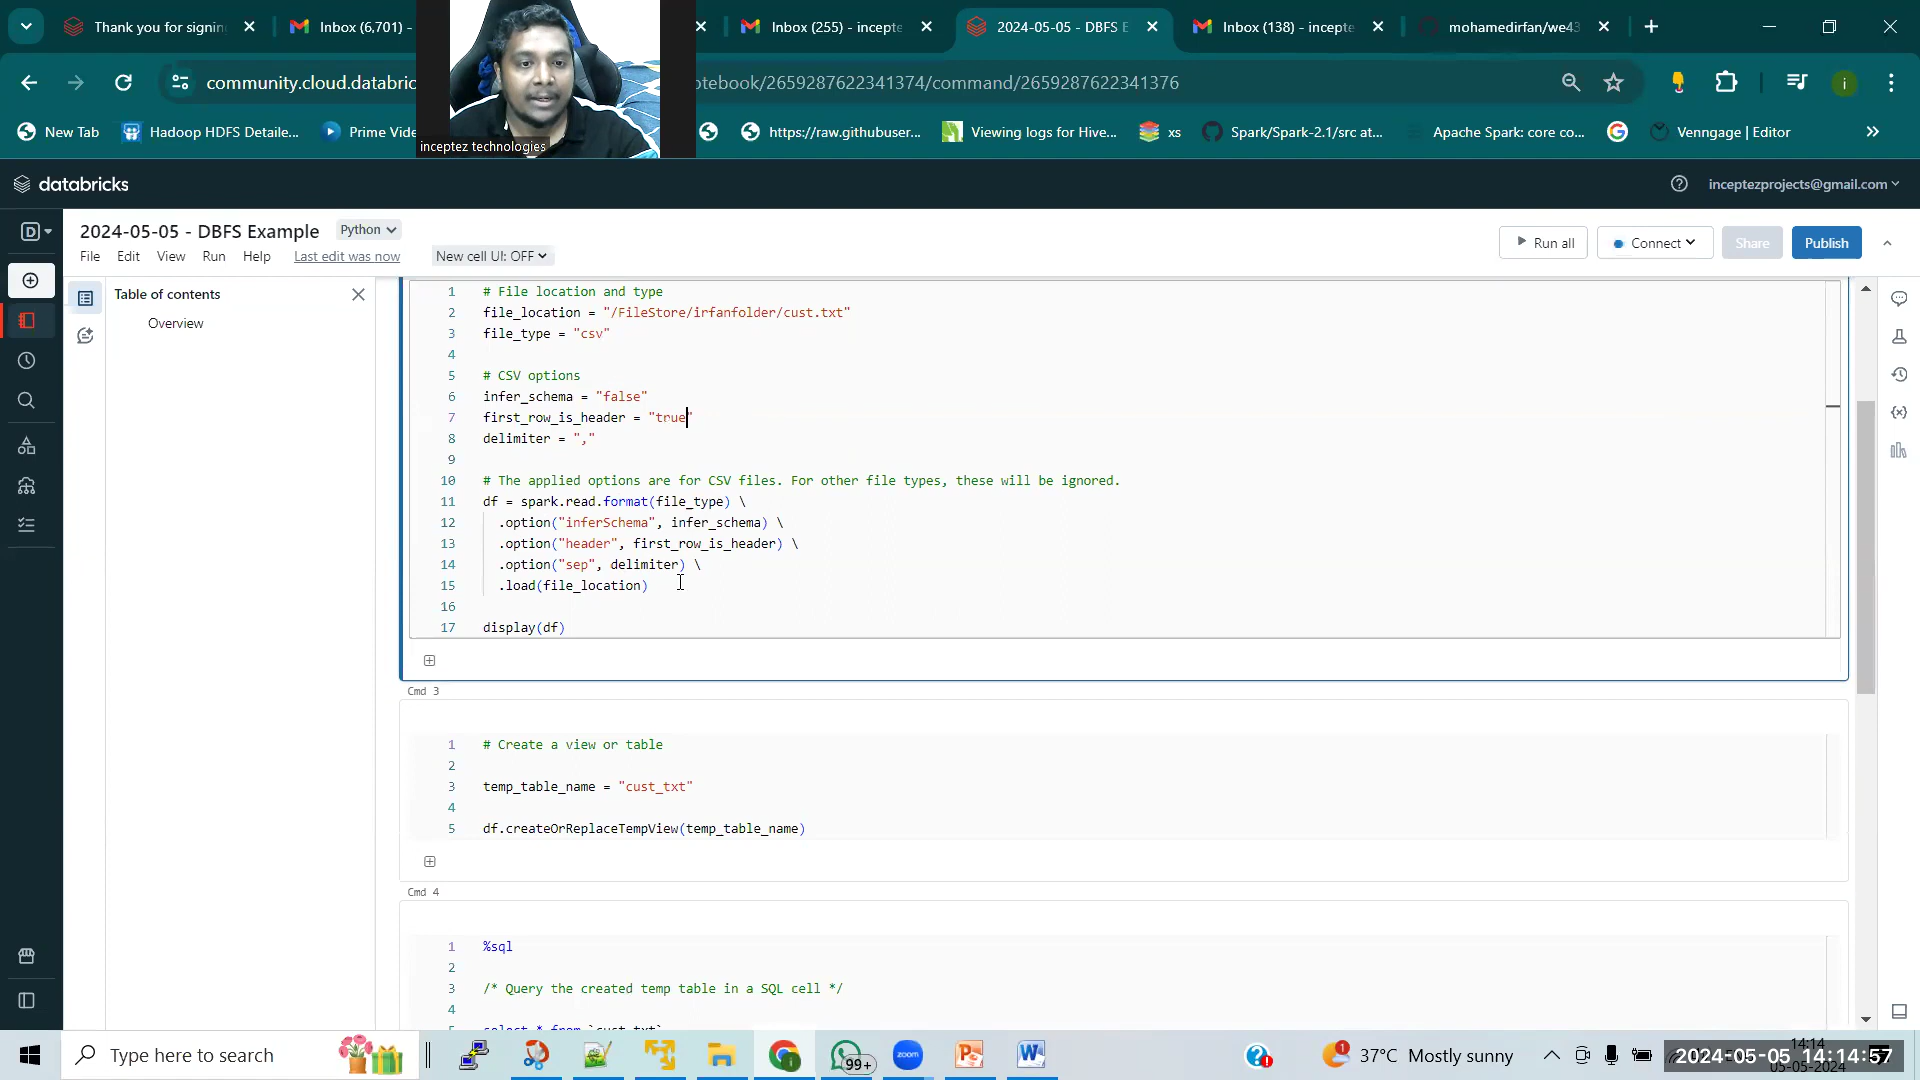 Thank you for signin
Inbox (6,701) -
Inbox (255) - incepte
2024-05-05 - DBFS E
Inbox (138) - incepte
mohamedirfan/we43
community.cloud.databric
otebook/2659287622341374/command/2659287622341376
New Tab
Hadoop HDFS Detaile...
Prime Vide
https://raw.githubuser...
Viewing logs for Hive...
xs
Spark/Spark-2.1/src at...
Apache Spark: core co...
Venngage | Editor
inceptez technologies
databricks
inceptezprojects@gmail.com
2024-05-05 - DBFS Example
Python
File Edit View Run Help Last edit was now
New cell UI: OFF
Run all
Connect
Share
Publish
Table of contents
Overview
1 # File location and type
2 file_location = "/FileStore/irfanfolder/cust.txt"
3 file_type = "csv"
4
5 # CSV options
6 infer_schema = "false"
7 first_row_is_header = "true"
8 delimiter = ","
9
10 # The applied options are for CSV files. For other file types, these will be ignored.
11 df = spark.read.format(file_type) \
12 .option("inferSchema", infer_schema) \
13 .option("header", first_row_is_header) \
14 .option("sep", delimiter) \
15 .load(file_location)
16
17 display(df)
Cmd 3
1 # Create a view or table
2
3 temp_table_name = "cust_txt"
4
5 df.createOrReplaceTempView(temp_table_name)
Cmd 4
1 %sql
2
3 /* Query the created temp table in a SQL cell */
4
5 select * from `cust_txt`
Type here to search
99+
zoom
37°C Mostly sunny
14:14
2024-05-05 14:14:57
05-05-2024